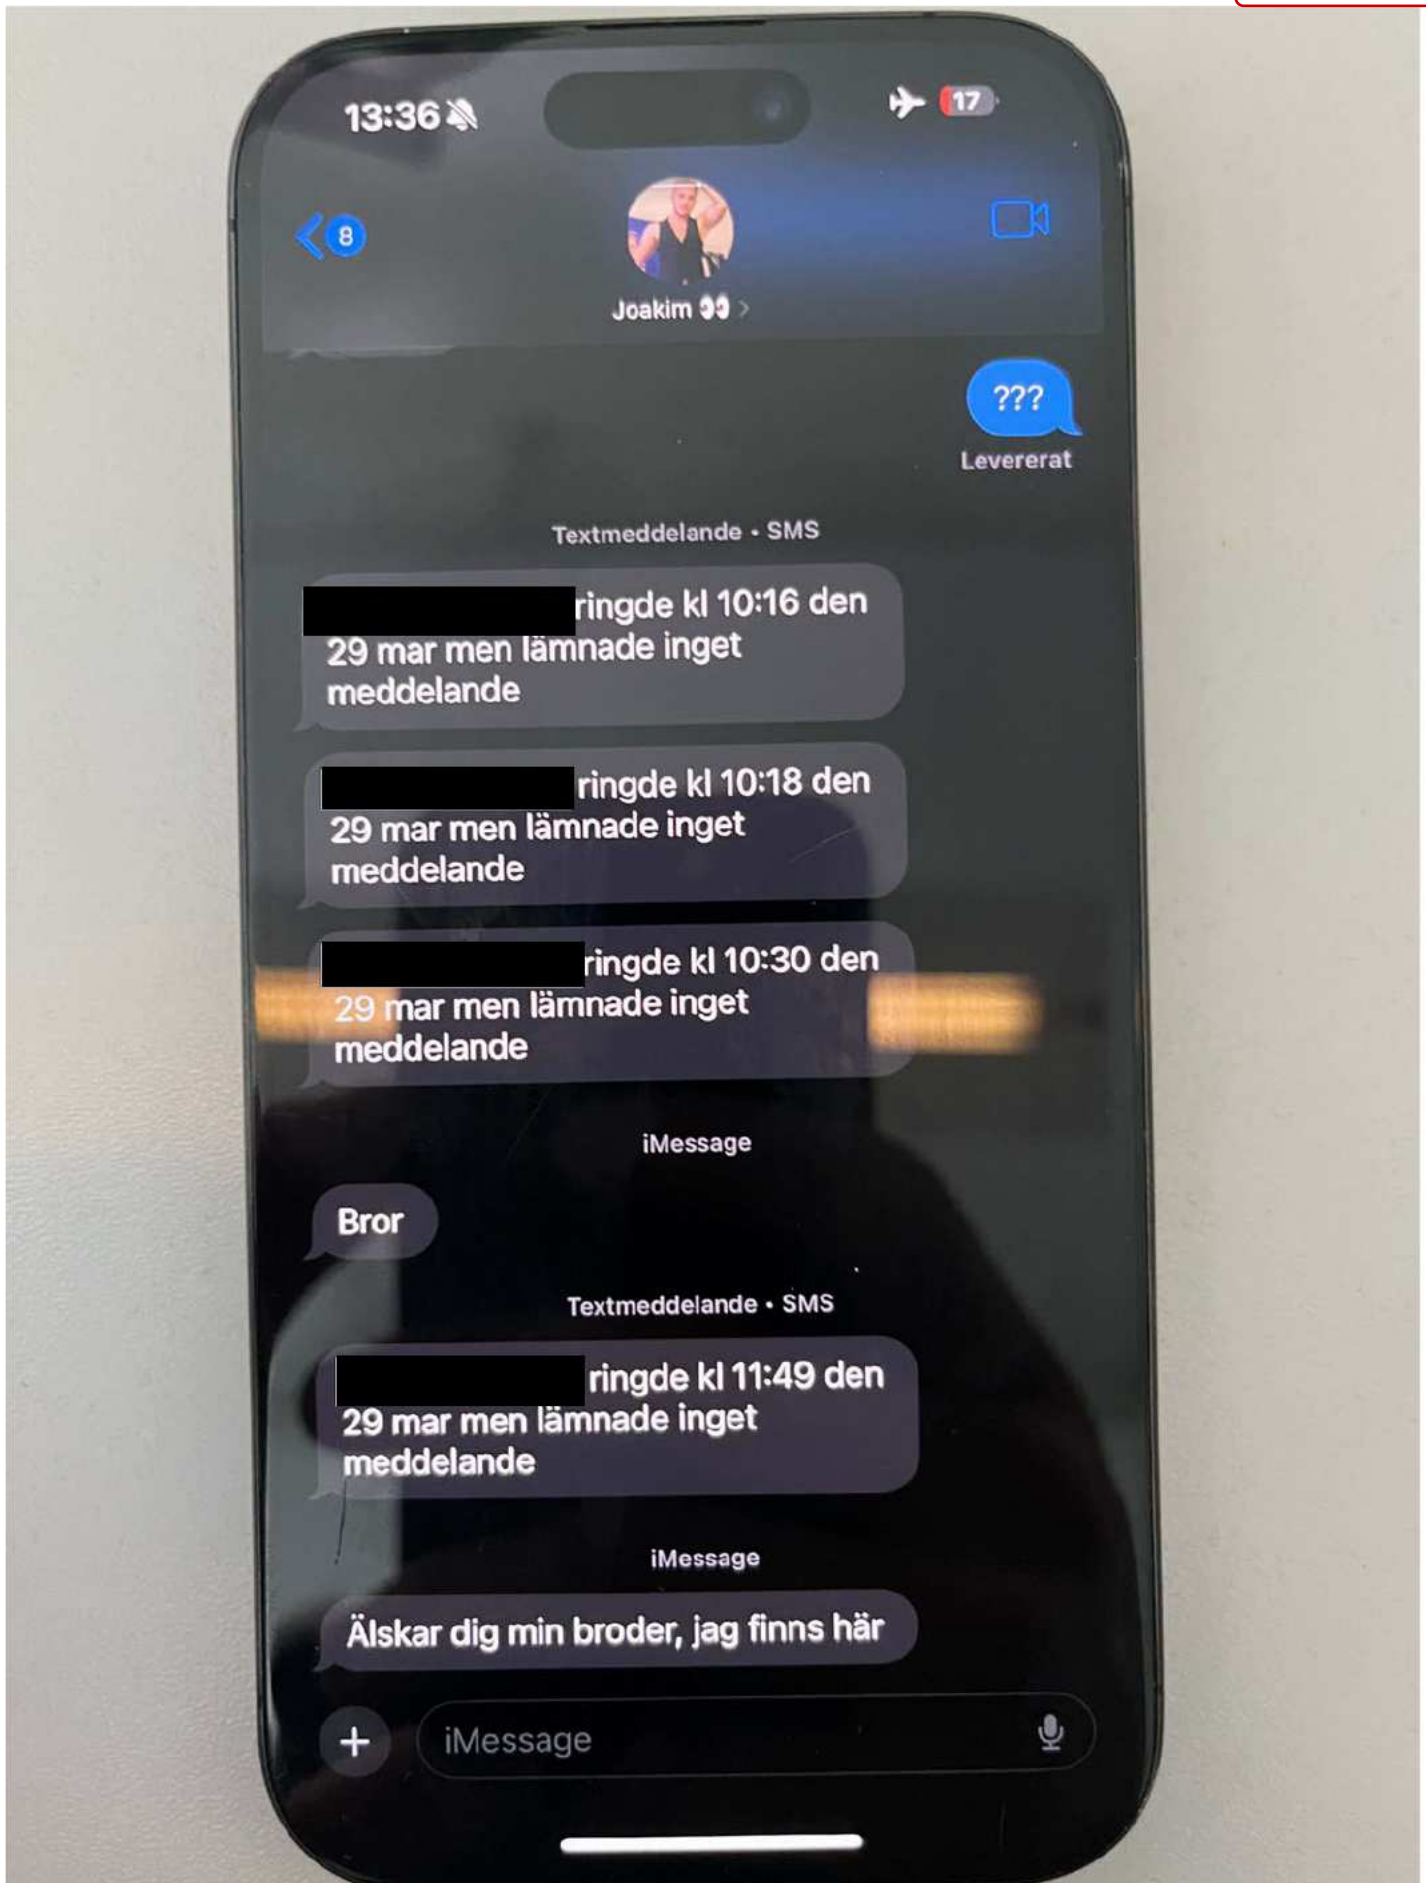 13:36
17
8
Joakim 👀 >
???
Levererat
Textmeddelande • SMS
ringde kl 10:16 den
29 mar men lämnade inget
meddelande
ringde kl 10:18 den
29 mar men lämnade inget
meddelande
ringde kl 10:30 den
29 mar men lämnade inget
meddelande
iMessage
Bror
Textmeddelande • SMS
ringde kl 11:49 den
29 mar men lämnade inget
meddelande
iMessage
Älskar dig min broder, jag finns här
iMessage